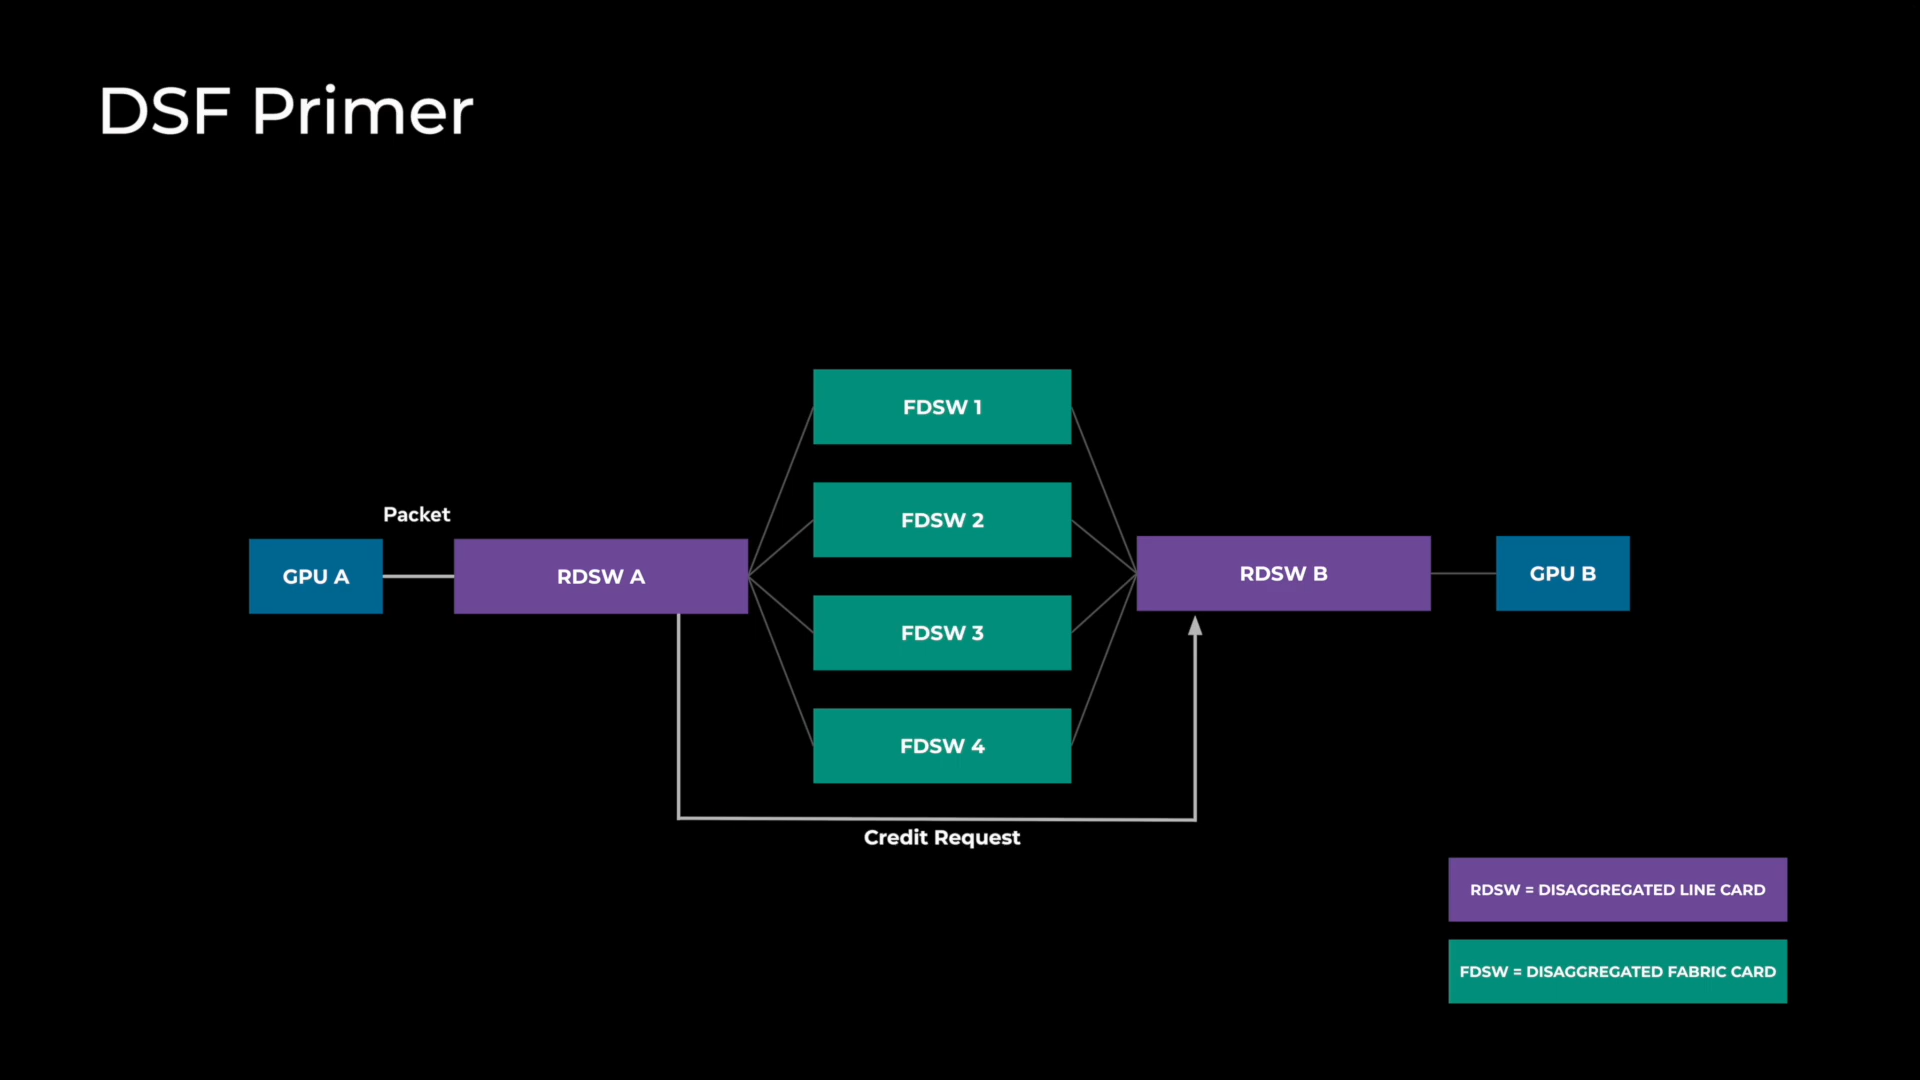 DSF Primer
FDSW 1
Packet
FDSW 2
GPU A
RDSW A
RDSW B
GPU B
FDSW 3
FDSW 4
Credit Request
RDSW = DISAGGREGATED LINE CARD
FDSW = DISAGGREGATED FABRIC CARD